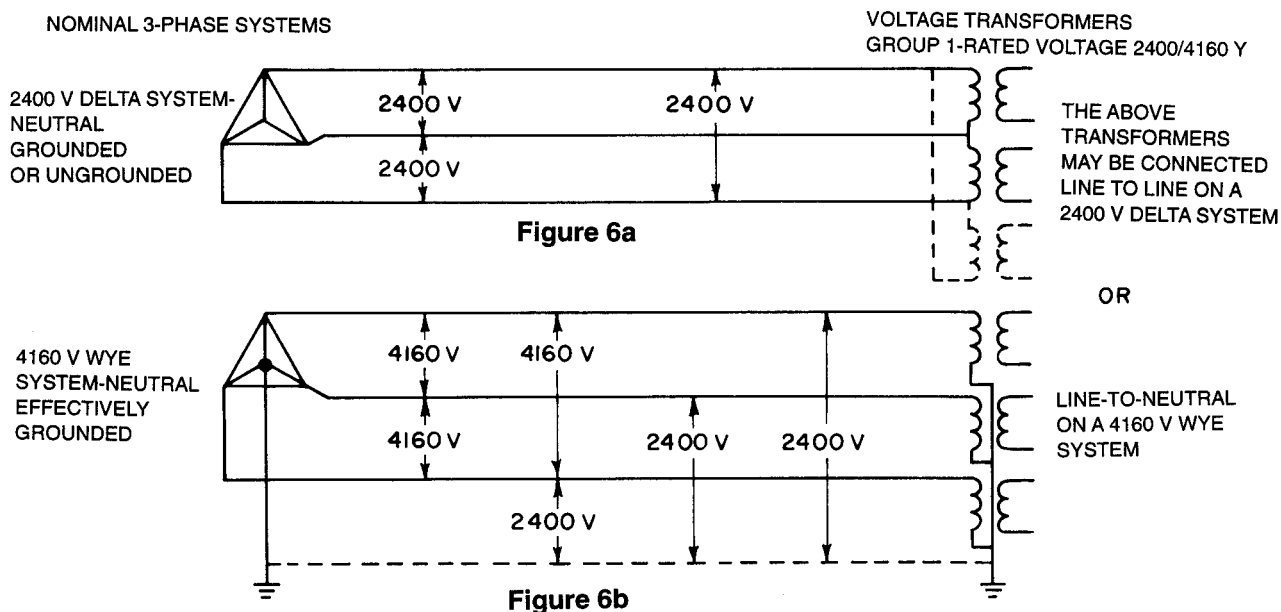 NOMINAL 3-PHASE SYSTEMS
VOLTAGE TRANSFORMERS
GROUP 1-RATED VOLTAGE 2400/4160 Y
2400 V DELTA SYSTEM-
NEUTRAL
GROUNDED
OR UNGROUNDED
2400 V
2400 V
2400 V
THE ABOVE
TRANSFORMERS
MAY BE CONNECTED
LINE TO LINE ON A
2400 V DELTA SYSTEM
Figure 6a
OR
4160 V WYE
SYSTEM-NEUTRAL
EFFECTIVELY
GROUNDED
4160 V
4160 V
4160 V
2400 V
2400 V
2400 V
LINE-TO-NEUTRAL
ON A 4160 V WYE
SYSTEM
Figure 6b